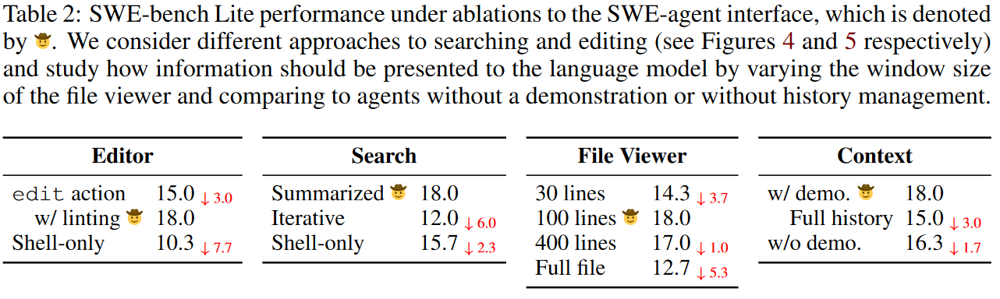 Table 2: SWE-bench Lite performance under ablations to the SWE-agent interface, which is denoted
by 🤠. We consider different approaches to searching and editing (see Figures 4 and 5 respectively)
and study how information should be presented to the language model by varying the window size
of the file viewer and comparing to agents without a demonstration or without history management.
Editor
edit action 15.0 ↓ 3.0
w/ linting 🤠 18.0
Shell-only 10.3 ↓ 7.7
Search
Summarized 🤠 18.0
Iterative 12.0 ↓ 6.0
Shell-only 15.7 ↓ 2.3
File Viewer
30 lines 14.3 ↓ 3.7
100 lines 🤠 18.0
400 lines 17.0 ↓ 1.0
Full file 12.7 ↓ 5.3
Context
w/ demo. 🤠 18.0
Full history 15.0 ↓ 3.0
w/o demo. 16.3 ↓ 1.7